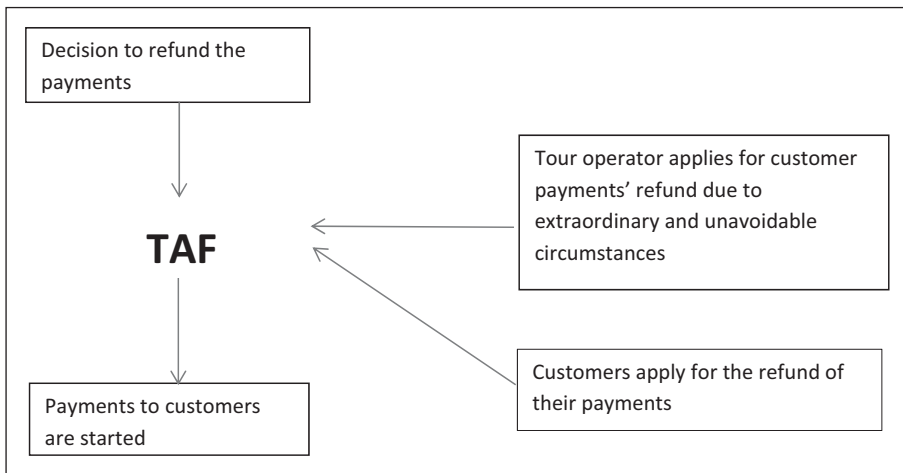 Decision to refund the
payments
Tour operator applies for customer
payments’ refund due to
extraordinary and unavoidable
circumstances
TAF
Customers apply for the refund of
their payments
Payments to customers
are started